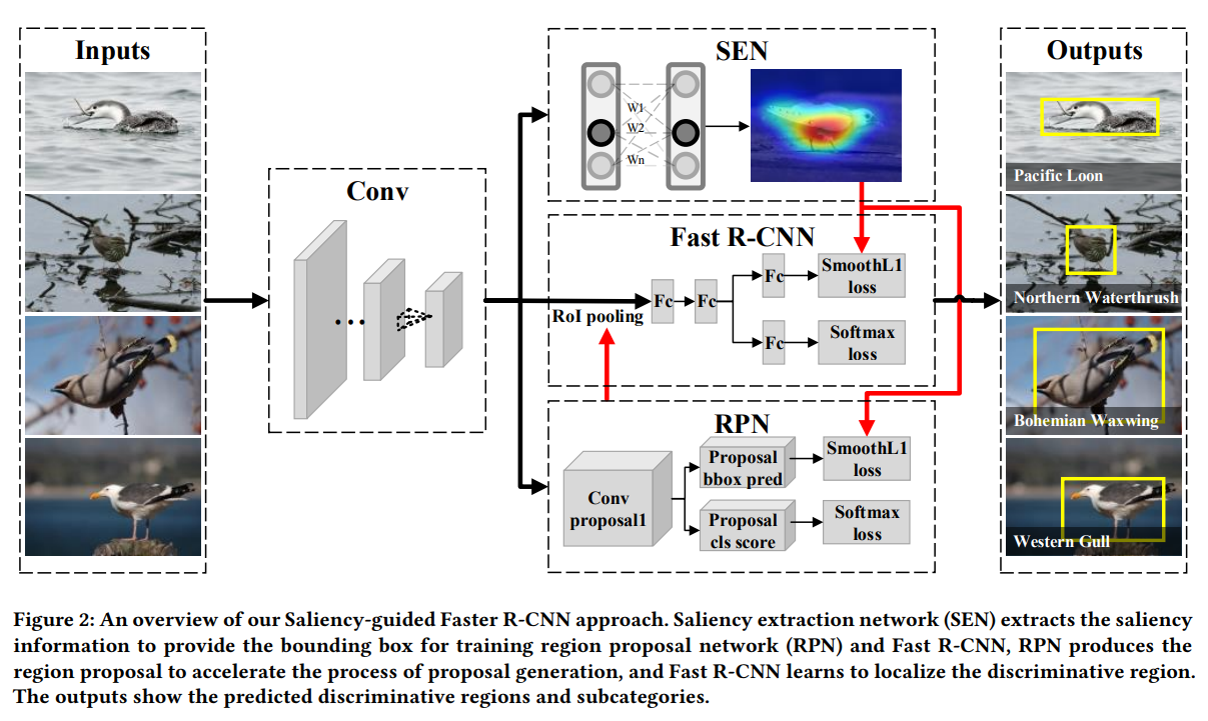 Inputs
Conv
SEN
W1
W2
Wn
Fast R-CNN
RoI pooling
Fc
Fc
Fc
SmoothL1
loss
Fc
Softmax
loss
RPN
Conv
proposal1
Proposal
bbox pred
SmoothL1
loss
Proposal
cls score
Softmax
loss
Outputs
Pacific Loon
Northern Waterthrush
Bohemian Waxwing
Western Gull
Figure 2: An overview of our Saliency-guided Faster R-CNN approach. Saliency extraction network (SEN) extracts the saliency
information to provide the bounding box for training region proposal network (RPN) and Fast R-CNN, RPN produces the
region proposal to accelerate the process of proposal generation, and Fast R-CNN learns to localize the discriminative region.
The outputs show the predicted discriminative regions and subcategories.